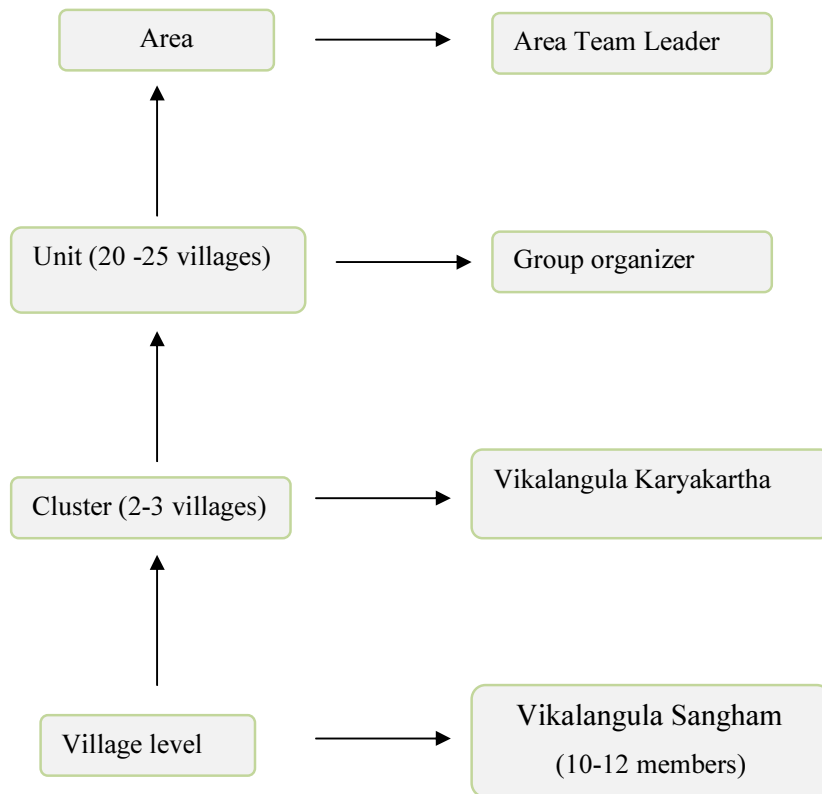 Area
Area Team Leader
Unit (20 -25 villages)
Group organizer
Cluster (2-3 villages)
Vikalangula Karyakartha
Village level
Vikalangula Sangham
(10-12 members)